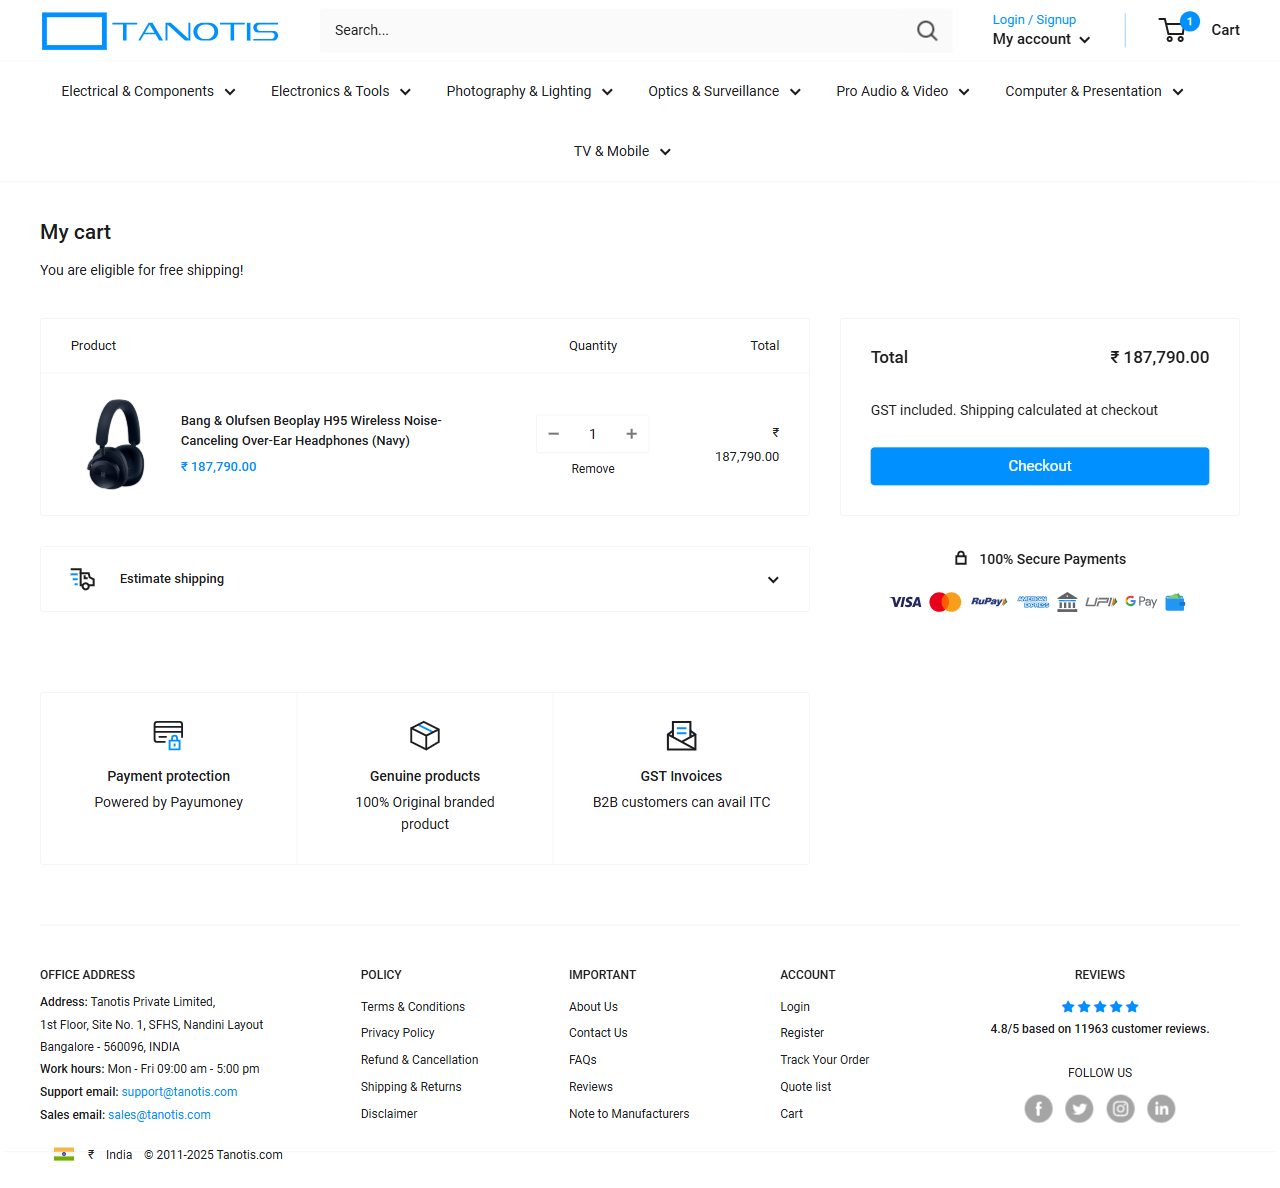 TANOTIS
Search...
Login / Signup
My account
1
Cart
Electrical & Components
Electronics & Tools
Photography & Lighting
Optics & Surveillance
Pro Audio & Video
Computer & Presentation
TV & Mobile
My cart
You are eligible for free shipping!
Product
Quantity
Total
Bang & Olufsen Beoplay H95 Wireless Noise-
Canceling Over-Ear Headphones (Navy)
₹ 187,790.00
1
Remove
₹
187,790.00
Total
₹ 187,790.00
GST included. Shipping calculated at checkout
Checkout
Estimate shipping
100% Secure Payments
VISA
RuPay
AMERICAN
EXPRESS
UPI
G Pay
Payment protection
Powered by Payumoney
Genuine products
100% Original branded
product
GST Invoices
B2B customers can avail ITC
OFFICE ADDRESS
Address: Tanotis Private Limited,
1st Floor, Site No. 1, SFHS, Nandini Layout
Bangalore - 560096, INDIA
Work hours: Mon - Fri 09:00 am - 5:00 pm
Support email: support@tanotis.com
Sales email: sales@tanotis.com
POLICY
Terms & Conditions
Privacy Policy
Refund & Cancellation
Shipping & Returns
Disclaimer
IMPORTANT
About Us
Contact Us
FAQs
Reviews
Note to Manufacturers
ACCOUNT
Login
Register
Track Your Order
Quote list
Cart
REVIEWS
4.8/5 based on 11963 customer reviews.
FOLLOW US
₹ India © 2011-2025 Tanotis.com